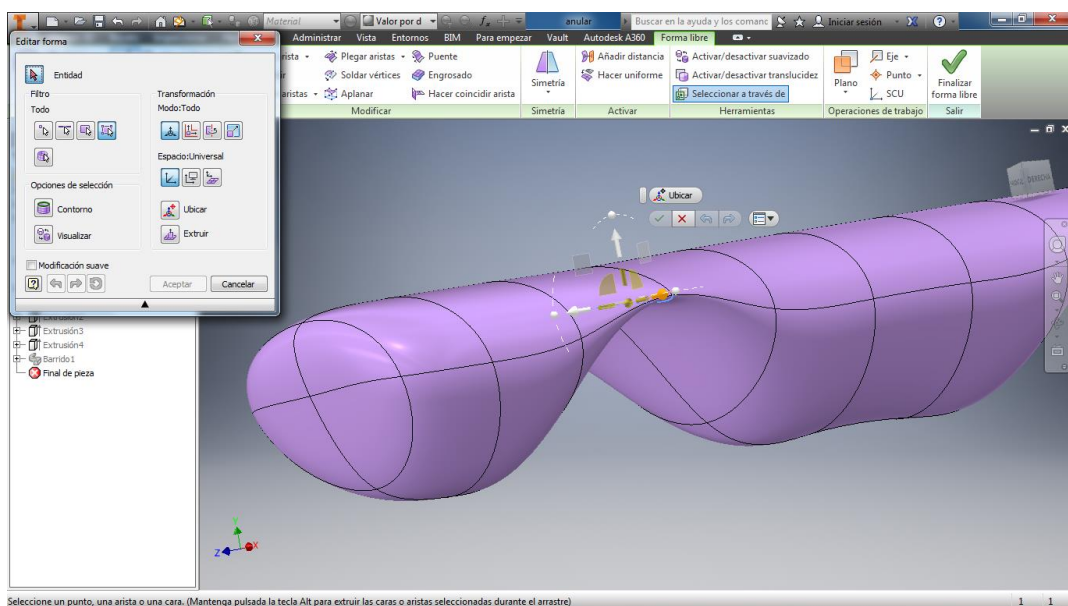 Material
Valor por d
anular
Buscar en la ayuda y los comanc
Iniciar sesión
Administrar Vista Entornos BIM Para empezar Vault Autodesk A360 Forma libre
Editar forma
Entidad
Filtro
Todo
Transformación
Modo:Todo
Espacio:Universal
Opciones de selección
Contorno
Visualizar
Ubicar
Extruir
Modificación suave
Aceptar
Cancelar
Plegar aristas
Puente
Soldar vértices
Engrosado
aristas
Aplanar
Hacer coincidir arista
Modificar
Simetría
Simetría
Añadir distancia
Hacer uniforme
Activar
Activar/desactivar suavizado
Activar/desactivar translucidez
Seleccionar a través de
Herramientas
Plano
Eje
Punto
SCU
Operaciones de trabajo
Finalizar
forma libre
Salir
Ubicar
DERECHA
Extrusión3
Extrusión4
Barrido1
Final de pieza
Y
Z
X
Seleccione un punto, una arista o una cara. (Mantenga pulsada la tecla Alt para extruir las caras o aristas seleccionadas durante el arrastre)
1 1